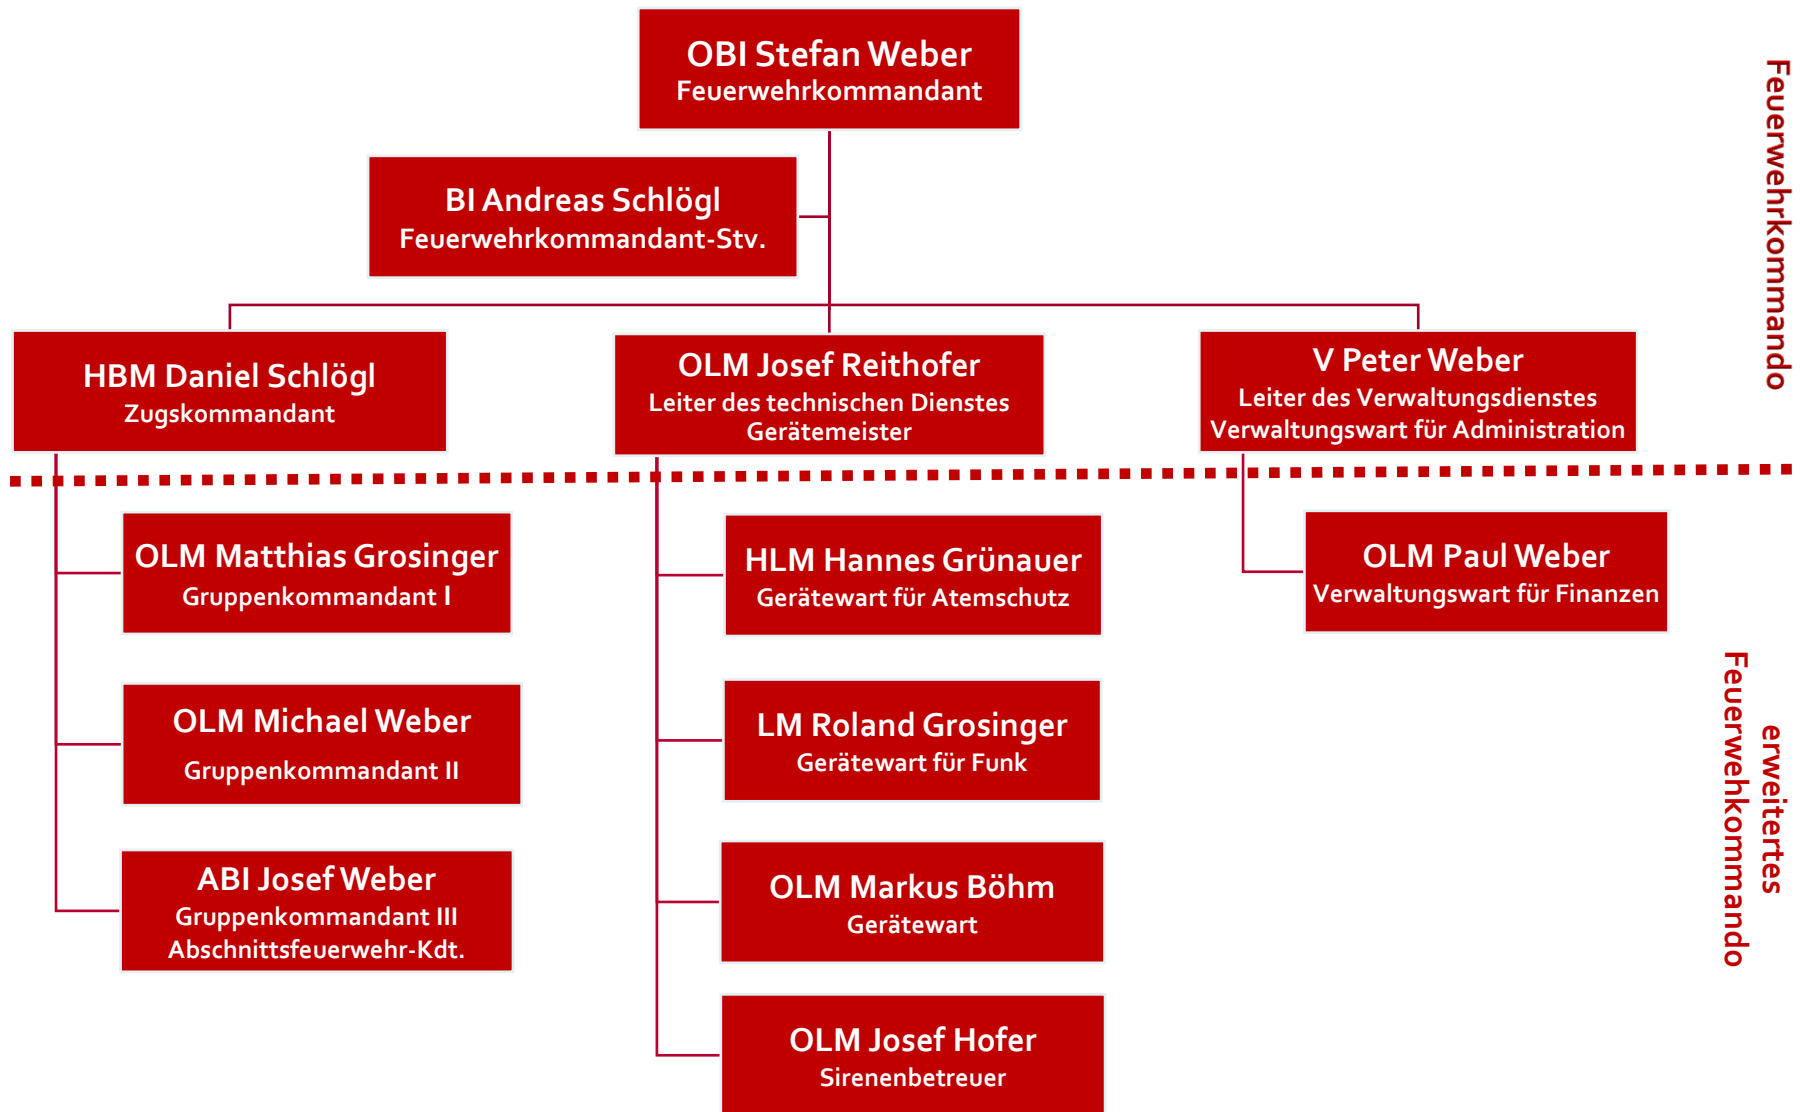 OBI Stefan Weber
Feuerwehrkommandant
BI Andreas Schlögl
Feuerwehrkommandant-Stv.
HBM Daniel Schlögl
Zugskommandant
OLM Josef Reithofer
Leiter des technischen Dienstes
Gerätemeister
V Peter Weber
Leiter des Verwaltungsdienstes
Verwaltungswart für Administration
Feuerwehrkommando
OLM Matthias Grosinger
Gruppenkommandant I
OLM Michael Weber
Gruppenkommandant II
ABI Josef Weber
Gruppenkommandant III
Abschnittsfeuerwehr-Kdt.
HLM Hannes Grünauer
Gerätewart für Atemschutz
LM Roland Grosinger
Gerätewart für Funk
OLM Markus Böhm
Gerätewart
OLM Josef Hofer
Sirenenbetreuer
OLM Paul Weber
Verwaltungswart für Finanzen
erweitertes
Feuerwehkommando